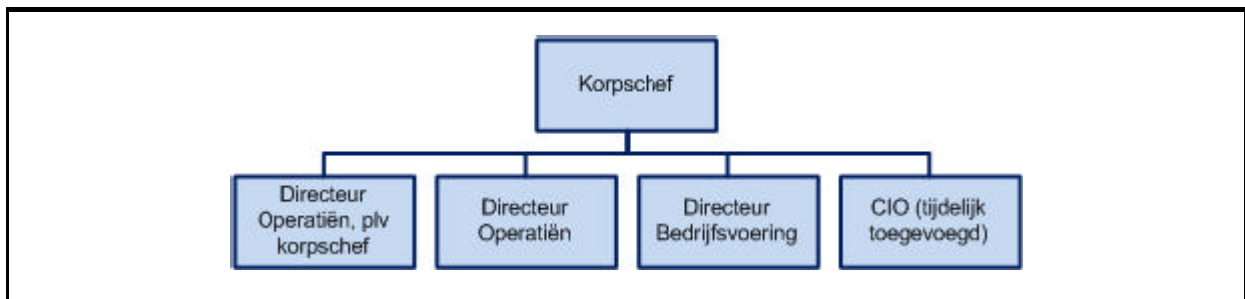 Korpschef
Directeur
Operatiën, plv
korpschef
Directeur
Operatiën
Directeur
Bedrijfsvoering
CIO (tijdelijk
toegevoegd)